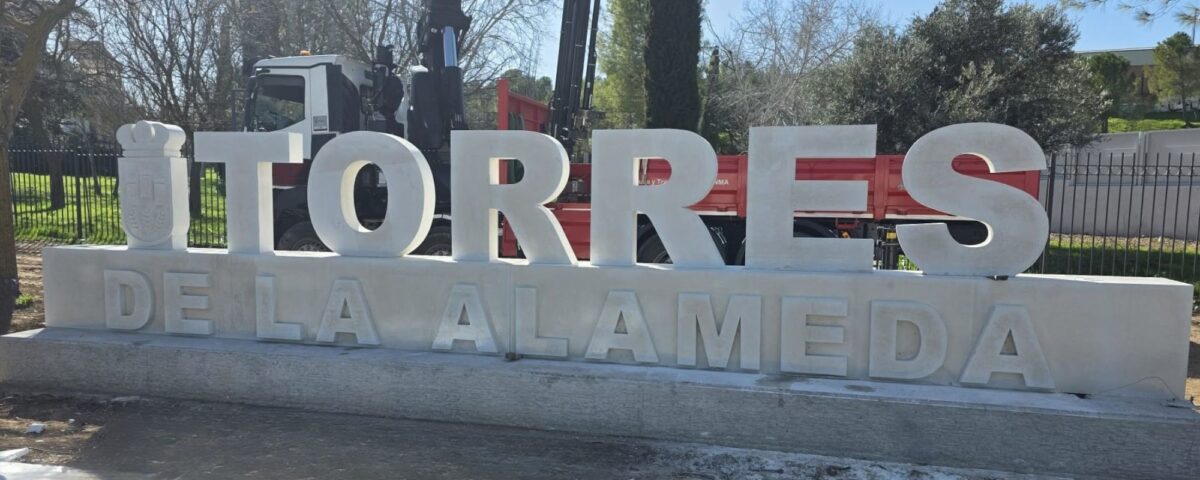 TORRES
DE LA ALAMEDA